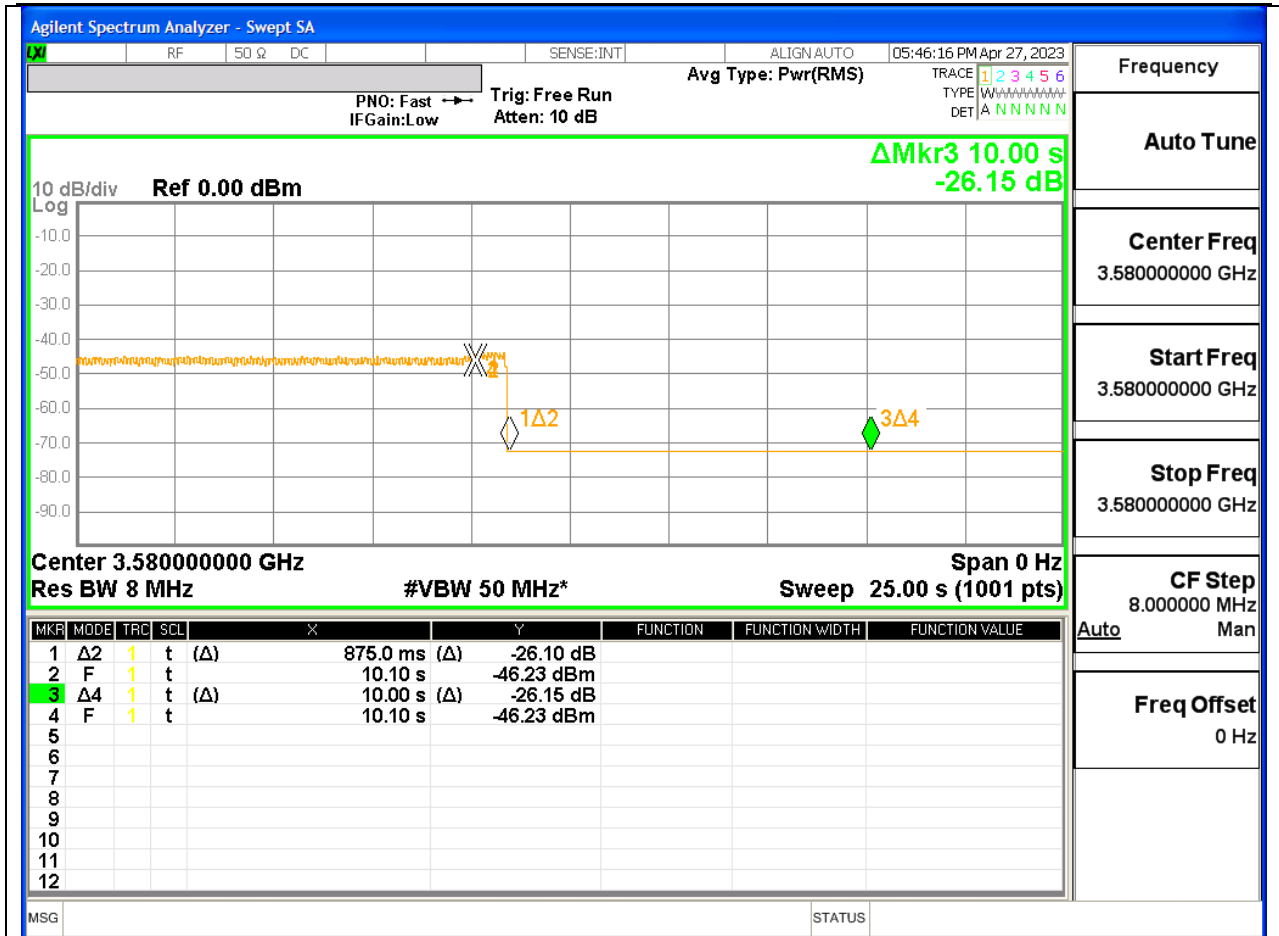 Agilent Spectrum Analyzer - Swept SA
LXI RF 50 Ω DC SENSE:INT ALIGN AUTO 05:46:16 PM Apr 27, 2023
PNO: Fast
IFGain:Low
Trig: Free Run
Atten: 10 dB
Avg Type: Pwr(RMS)
TRACE 1 2 3 4 5 6
TYPE W
DET A N N N N N
ΔMkr3 10.00 s
-26.15 dB
10 dB/div Ref 0.00 dBm
Log
-10.0
-20.0
-30.0
-40.0
-50.0
-60.0
-70.0
-80.0
-90.0
1Δ2
3Δ4
Center 3.580000000 GHz Span 0 Hz
Res BW 8 MHz #VBW 50 MHz* Sweep 25.00 s (1001 pts)
MKR MODE TRC SCL X Y FUNCTION FUNCTION WIDTH FUNCTION VALUE
1 Δ2 1 t (Δ) 875.0 ms (Δ) -26.10 dB
2 F 1 t 10.10 s -46.23 dBm
3 Δ4 1 t (Δ) 10.00 s (Δ) -26.15 dB
4 F 1 t 10.10 s -46.23 dBm
5
6
7
8
9
10
11
12
MSG STATUS
Frequency
Auto Tune
Center Freq
3.580000000 GHz
Start Freq
3.580000000 GHz
Stop Freq
3.580000000 GHz
CF Step
8.000000 MHz
Auto Man
Freq Offset
0 Hz